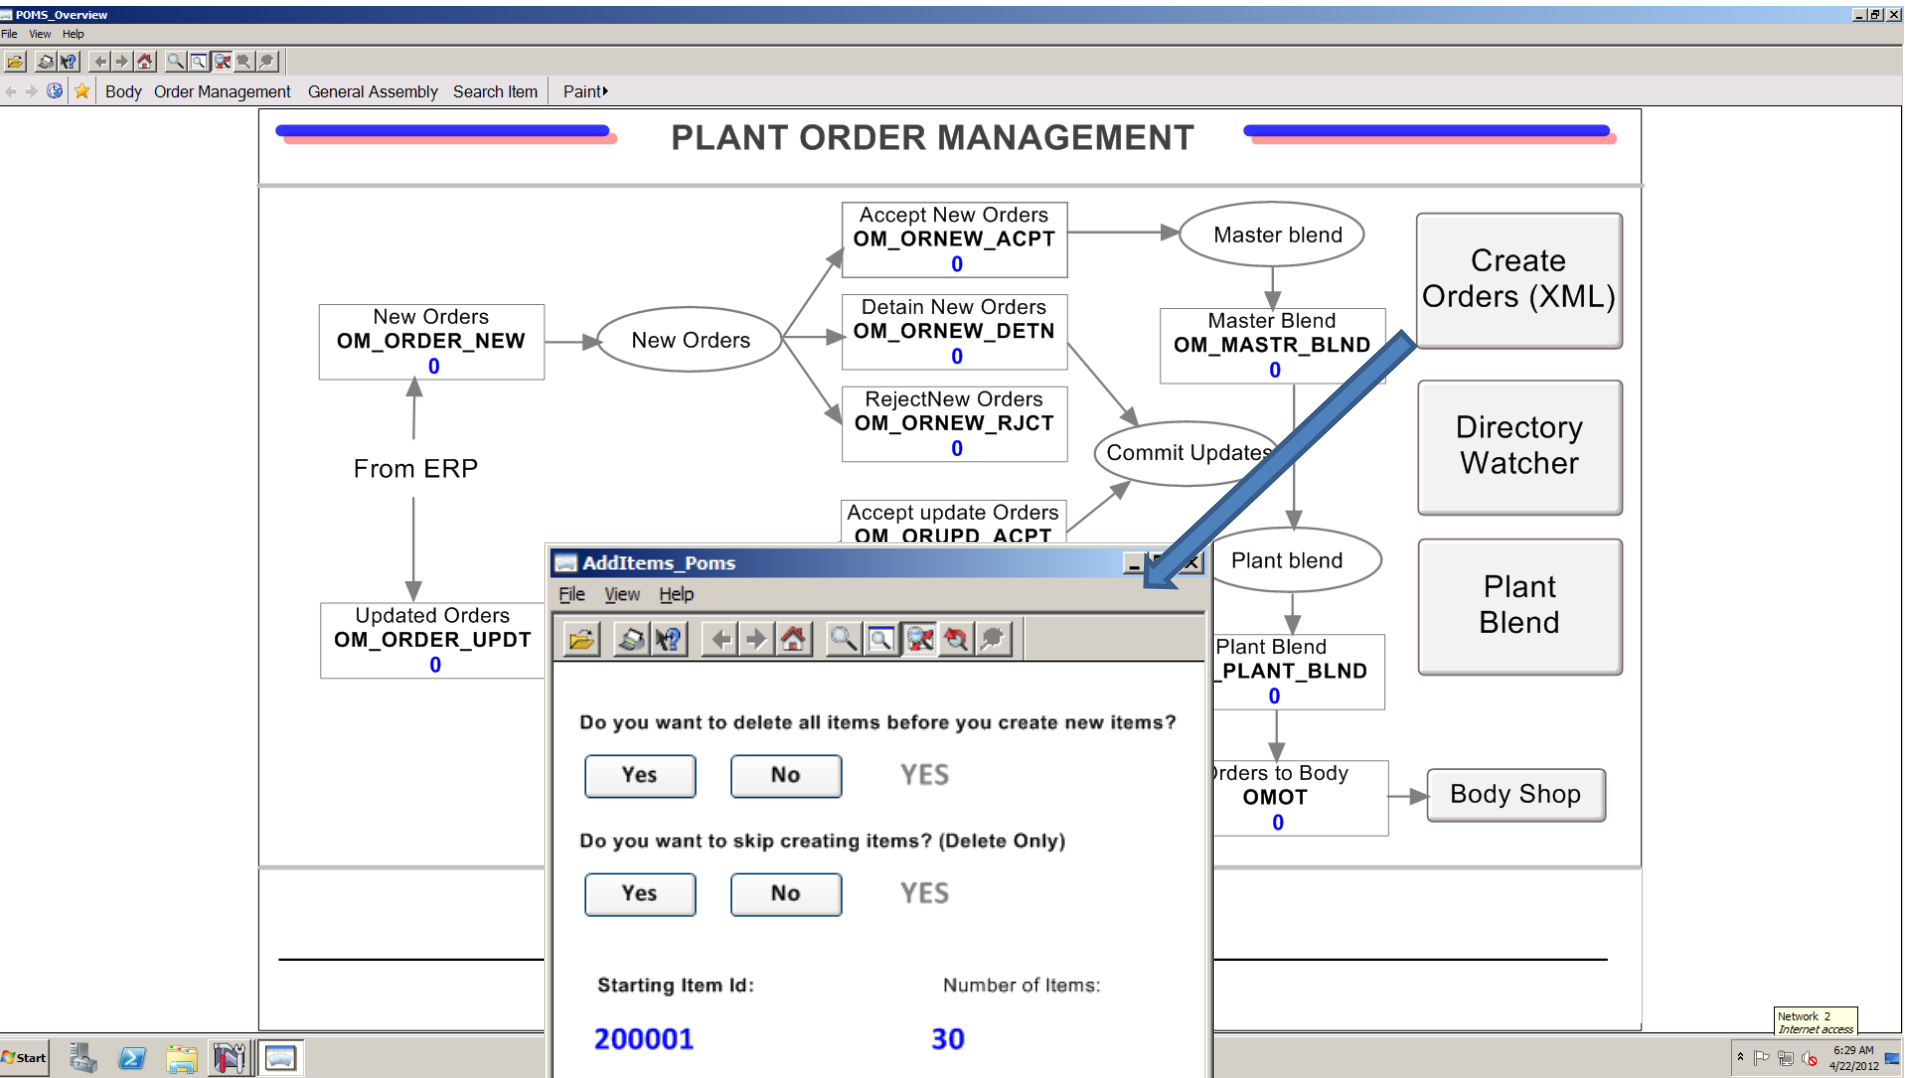 POMS_Overview
File View Help
Body Order Management General Assembly Search Item Paint
PLANT ORDER MANAGEMENT
New Orders
OM_ORDER_NEW
0
From ERP
Updated Orders
OM_ORDER_UPDT
0
New Orders
Accept New Orders
OM_ORNEW_ACPT
0
Detain New Orders
OM_ORNEW_DETN
0
RejectNew Orders
OM_ORNEW_RJCT
0
Accept update Orders
OM_ORUPD_ACPT
Commit Updates
Master blend
Master Blend
OM_MASTR_BLND
0
Plant blend
Plant Blend
_PLANT_BLND
0
rders to Body
OMOT
0
Create
Orders (XML)
Directory
Watcher
Plant
Blend
Body Shop
AddItems_Poms
File View Help
Do you want to delete all items before you create new items?
Yes No YES
Do you want to skip creating items? (Delete Only)
Yes No YES
Starting Item Id: Number of Items:
200001 30
Network 2
Internet access
Start
6:29 AM
4/22/2012